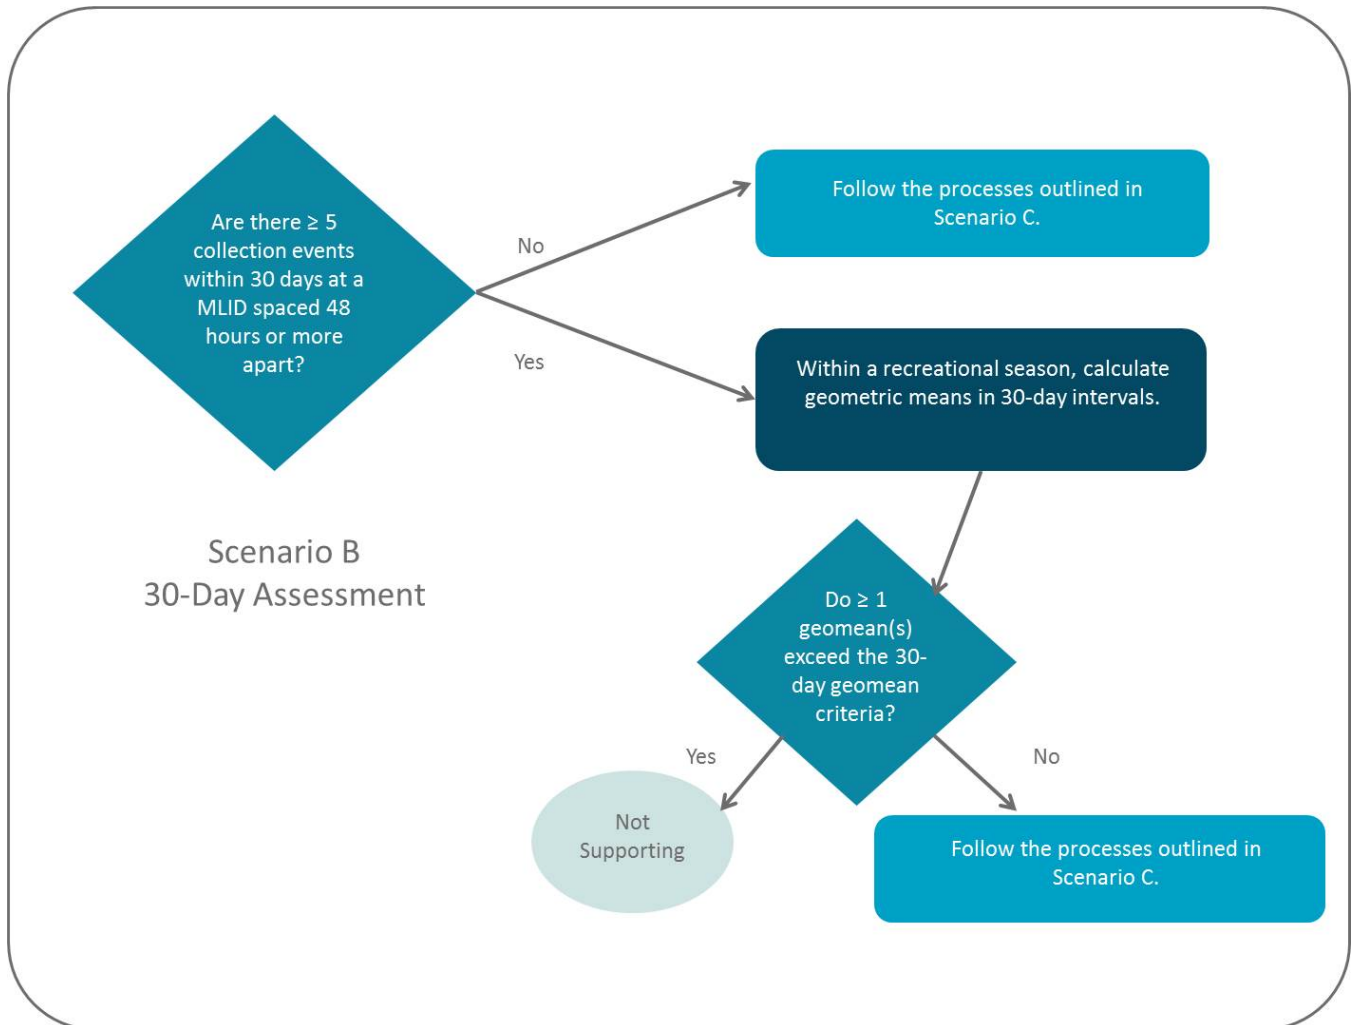 Are there ≥ 5
collection events
within 30 days at a
MLID spaced 48
hours or more
apart?
No
Follow the processes outlined in
Scenario C.
Yes
Within a recreational season, calculate
geometric means in 30-day intervals.
Scenario B
30-Day Assessment
Do ≥ 1
geomean(s)
exceed the 30-
day geomean
criteria?
Yes
No
Not
Supporting
Follow the processes outlined in
Scenario C.